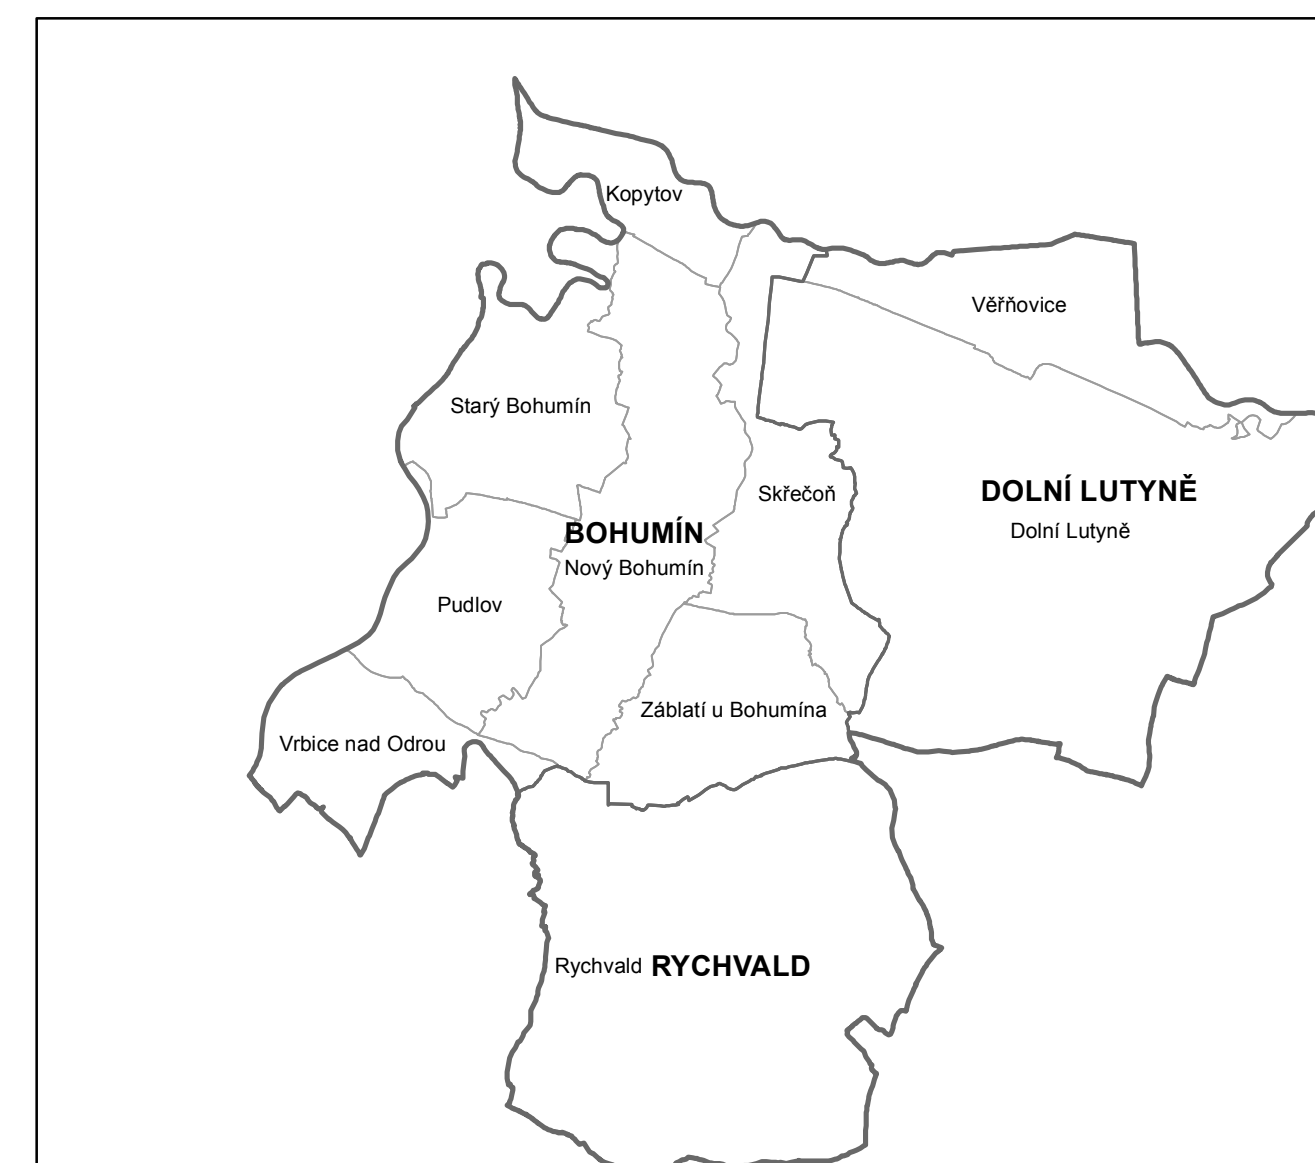 Kopytov
Věřňovice
Starý Bohumín
Skřečoň
DOLNÍ LUTYNĚ
Dolní Lutyně
BOHUMÍN
Nový Bohumín
Pudlov
Záblatí u Bohumína
Vrbice nad Odrou
Rychvald RYCHVALD